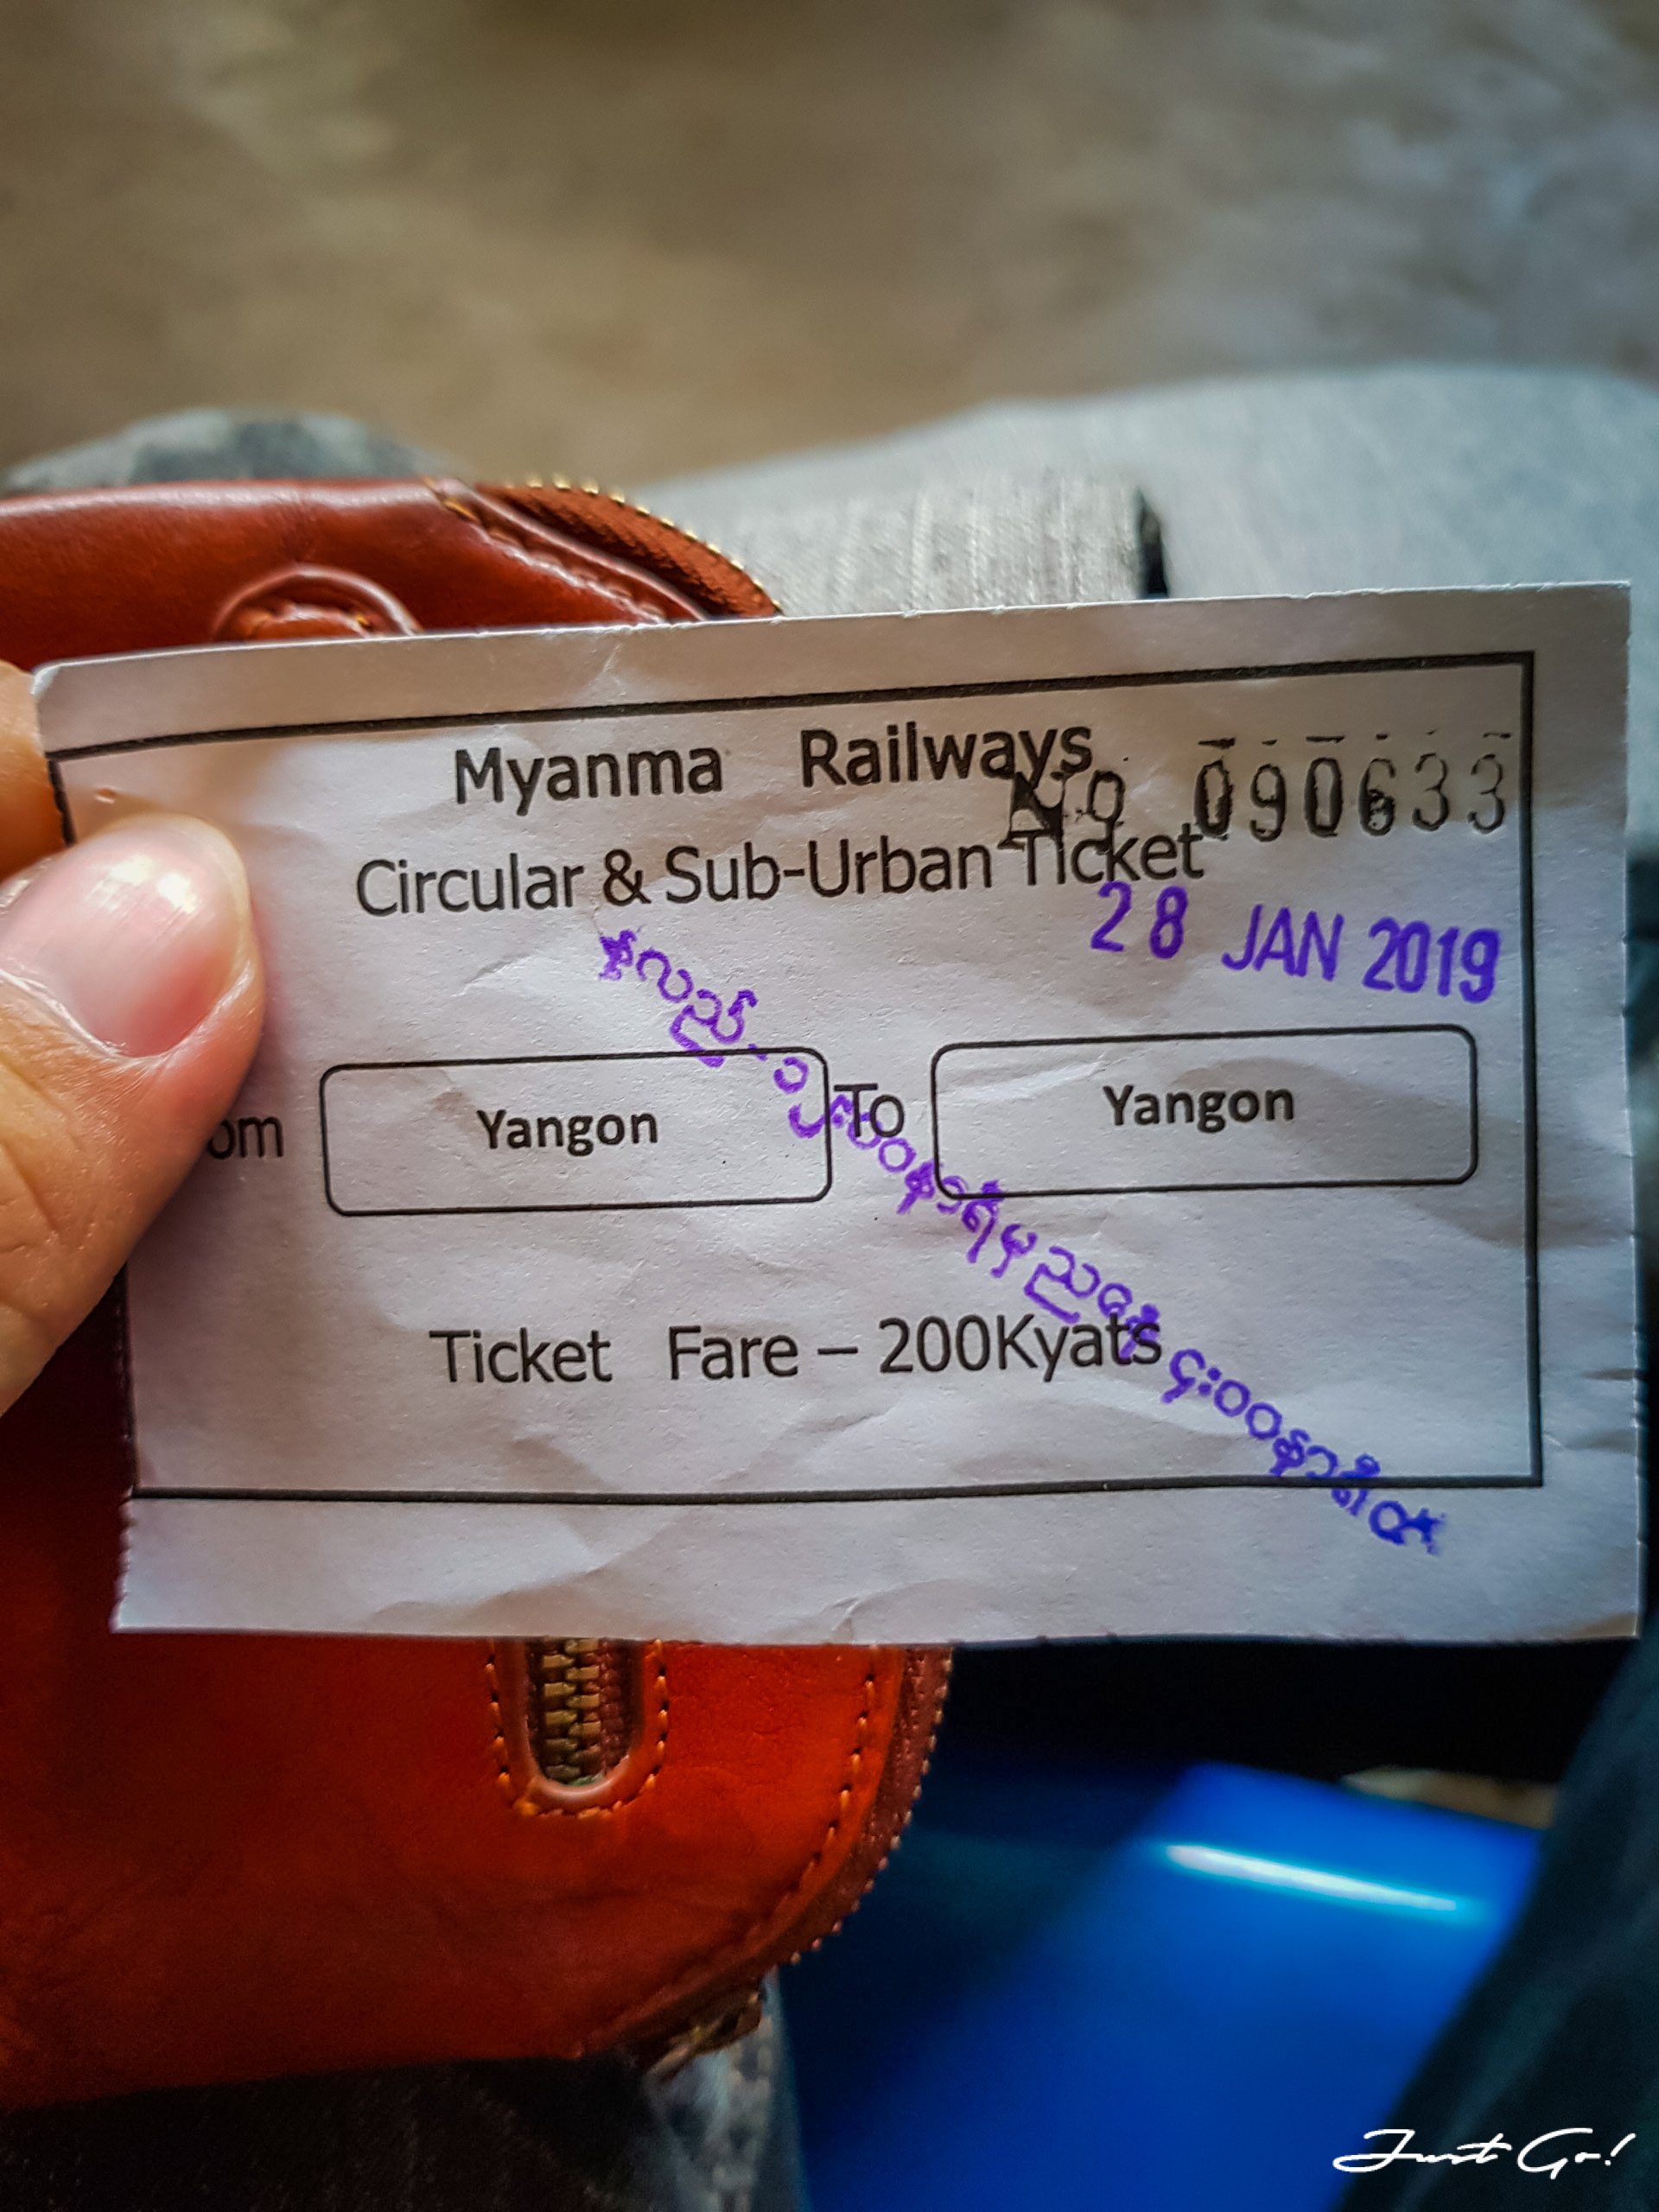 Myanma Railways
No 090633
Circular & Sub-Urban Ticket
28 JAN 2019
om Yangon To Yangon
Ticket Fare – 200Kyats
Just Go!